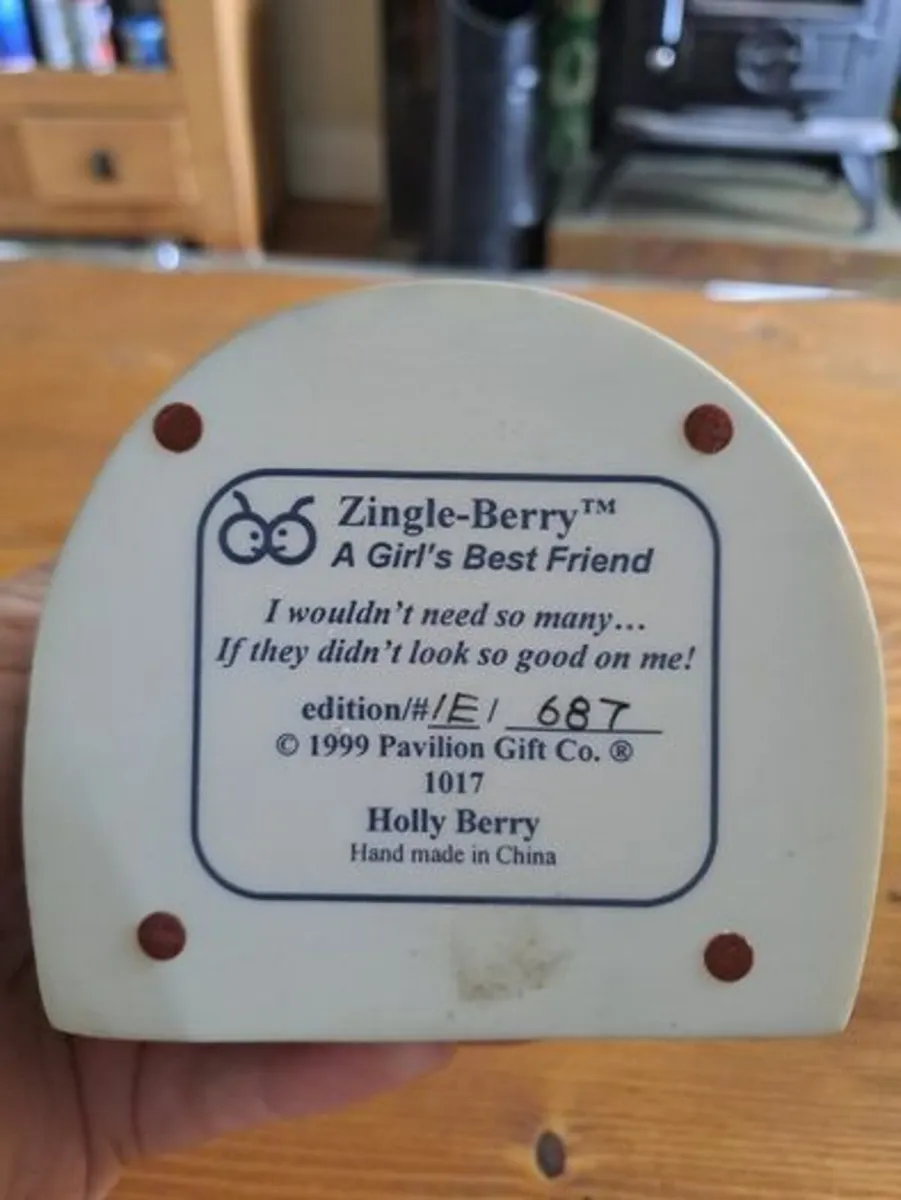 Zingle-Berry™
A Girl's Best Friend
I wouldn't need so many...
If they didn't look so good on me!
edition/#1E/ 687
© 1999 Pavilion Gift Co. ®
1017
Holly Berry
Hand made in China